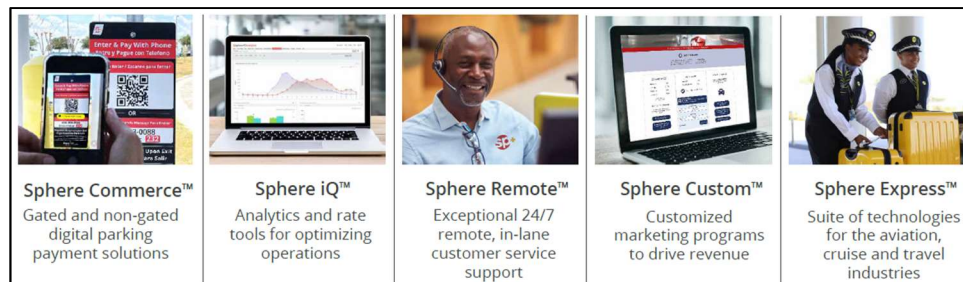 Enter & Pay With Phone
OR
SP+
Sphere Commerce™
Gated and non-gated
digital parking
payment solutions
Sphere iQ™
Analytics and rate
tools for optimizing
operations
Sphere Remote™
Exceptional 24/7
remote, in-lane
customer service
support
Sphere Custom™
Customized
marketing programs
to drive revenue
Sphere Express™
Suite of technologies
for the aviation,
cruise and travel
industries